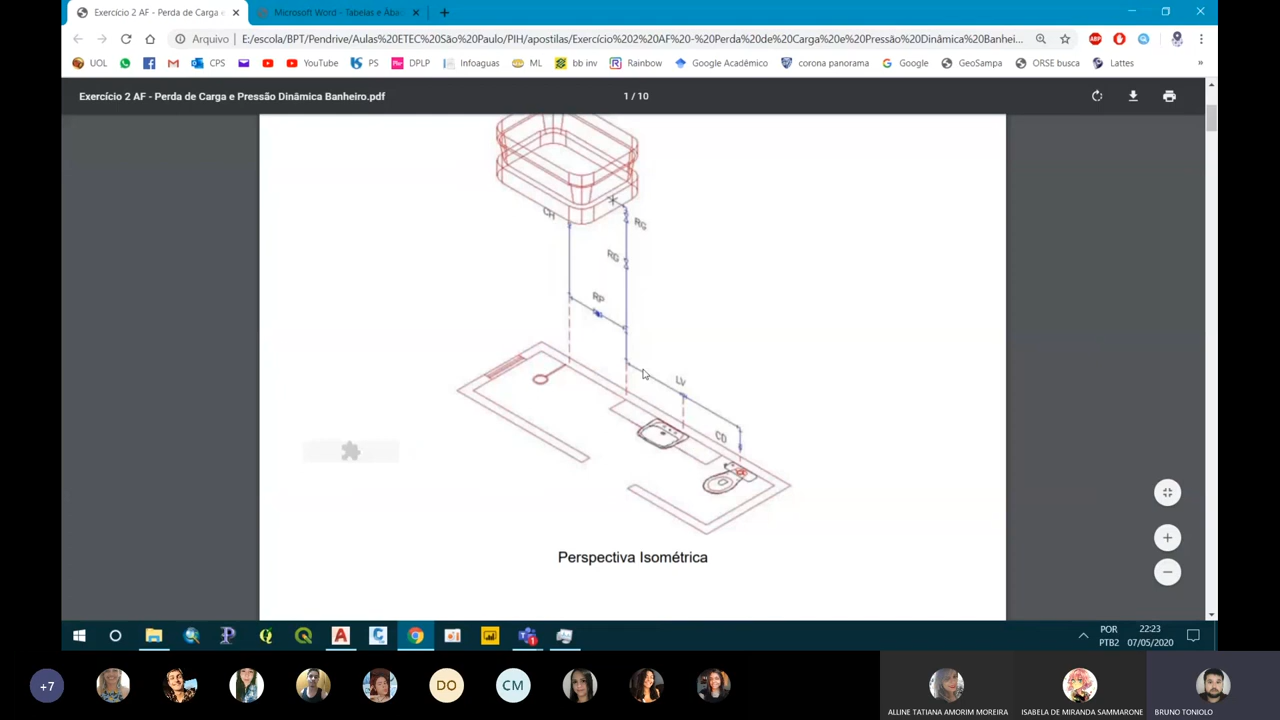 Exercício 2 AF - Perda de Carga e
Microsoft Word - Tabelas e Ába
Arquivo
E:/escola/BPT/Pendrive/Aulas%20ETEC%20São%20Paulo/PIH/apostilas/Exercício%202%20AF%20-%20Perda%20de%20Carga%20e%20Pressão%20Dinâmica%20Banhei...
ABP
UOL
CPS
YouTube
PS
DPLP
Infoaguas
ML
bb inv
Rainbow
Google Acadêmico
corona panorama
Google
GeoSampa
ORSE busca
Lattes
»
Exercício 2 AF - Perda de Carga e Pressão Dinâmica Banheiro.pdf
1 / 10
CH
RG
RG
RP
LV
CD
Perspectiva Isométrica
POR
PTB2
22:23
07/05/2020
+7
DO
CM
ALLINE TATIANA AMORIM MOREIRA
ISABELA DE MIRANDA SAMMARONE
BRUNO TONIOLO